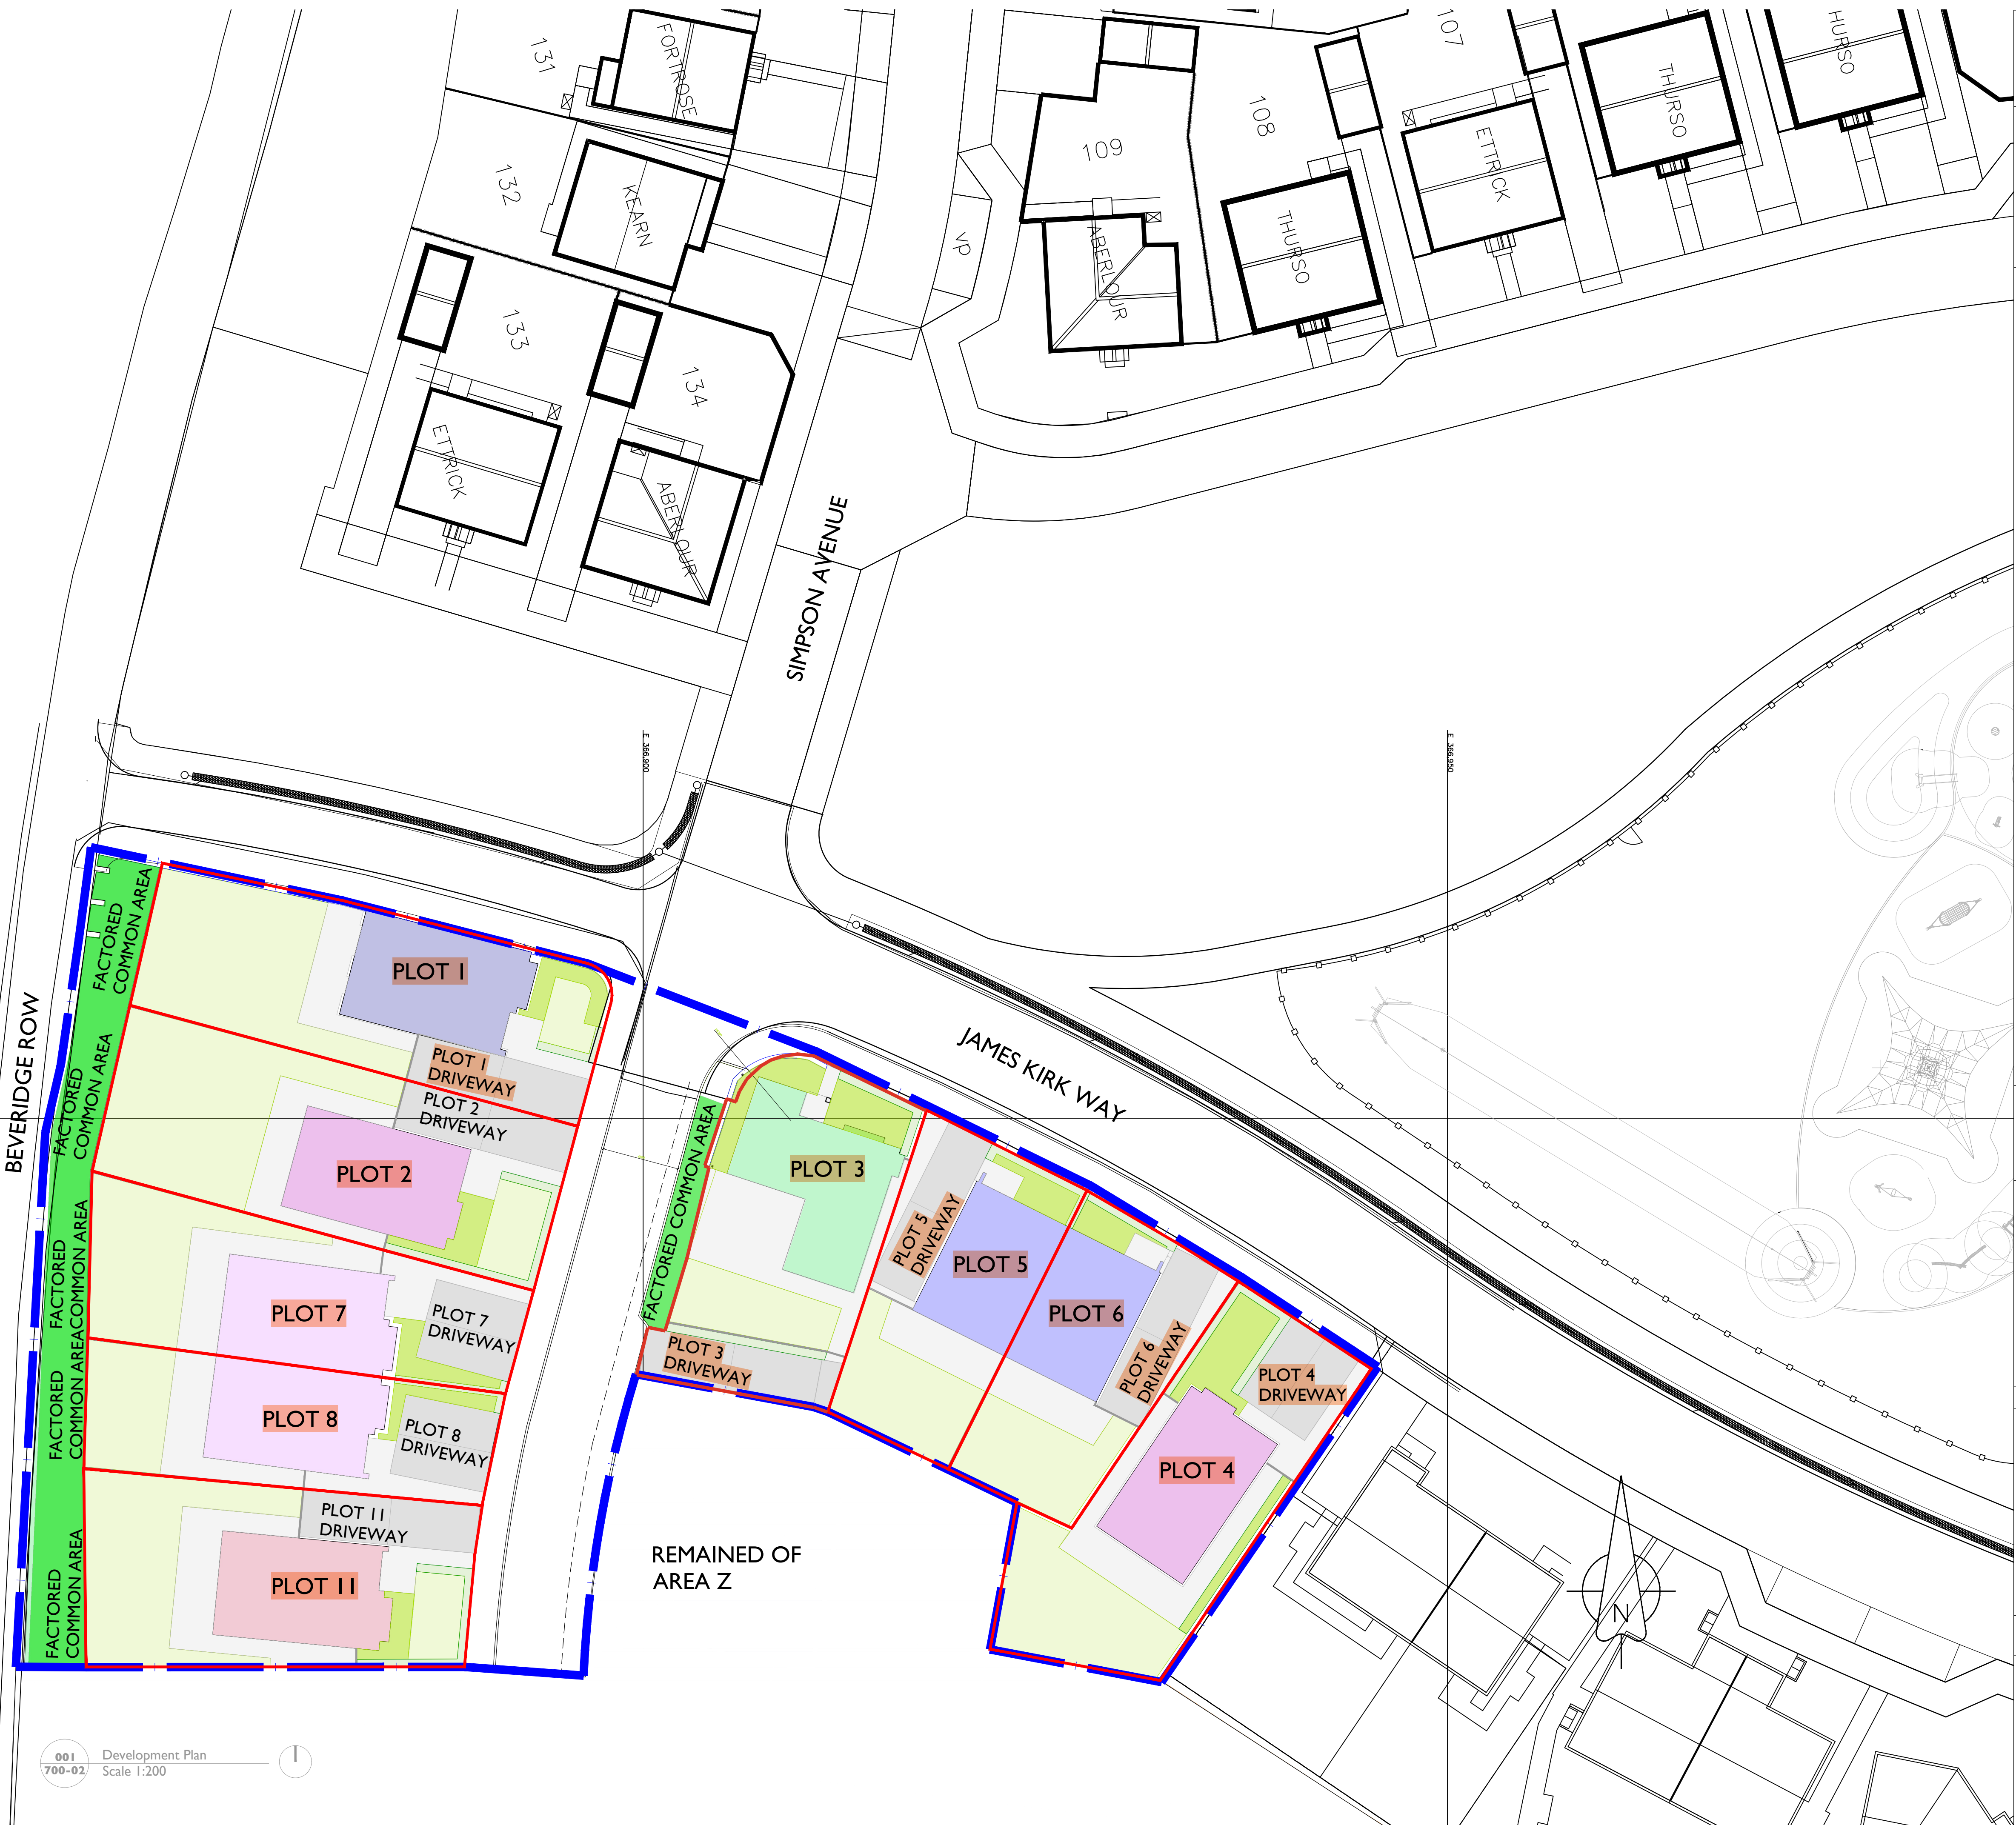 131
FORTROSE
132
KEARN
133
134
ETTRICK
ABERLOUR
109
108
107
vp
ABERLOUR
THURSO
ETTRICK
THURSO
THURSO
SIMPSON AVENUE
E 366.900
E 366.950
JAMES KIRK WAY
BEVERIDGE ROW
FACTORED
COMMON AREA
FACTORED
COMMON AREA
FACTORED
COMMON AREA
FACTORED
COMMON AREA
FACTORED
COMMON AREA
FACTORED COMMON AREA
PLOT 1
PLOT 1
DRIVEWAY
PLOT 2
DRIVEWAY
PLOT 2
PLOT 7
PLOT 7
DRIVEWAY
PLOT 8
PLOT 8
DRIVEWAY
PLOT 11
DRIVEWAY
PLOT 11
PLOT 3
PLOT 3
DRIVEWAY
PLOT 5
DRIVEWAY
PLOT 5
PLOT 6
PLOT 6
DRIVEWAY
PLOT 4
DRIVEWAY
PLOT 4
REMAINED OF
AREA Z
N
001
700-02
Development Plan
Scale 1:200